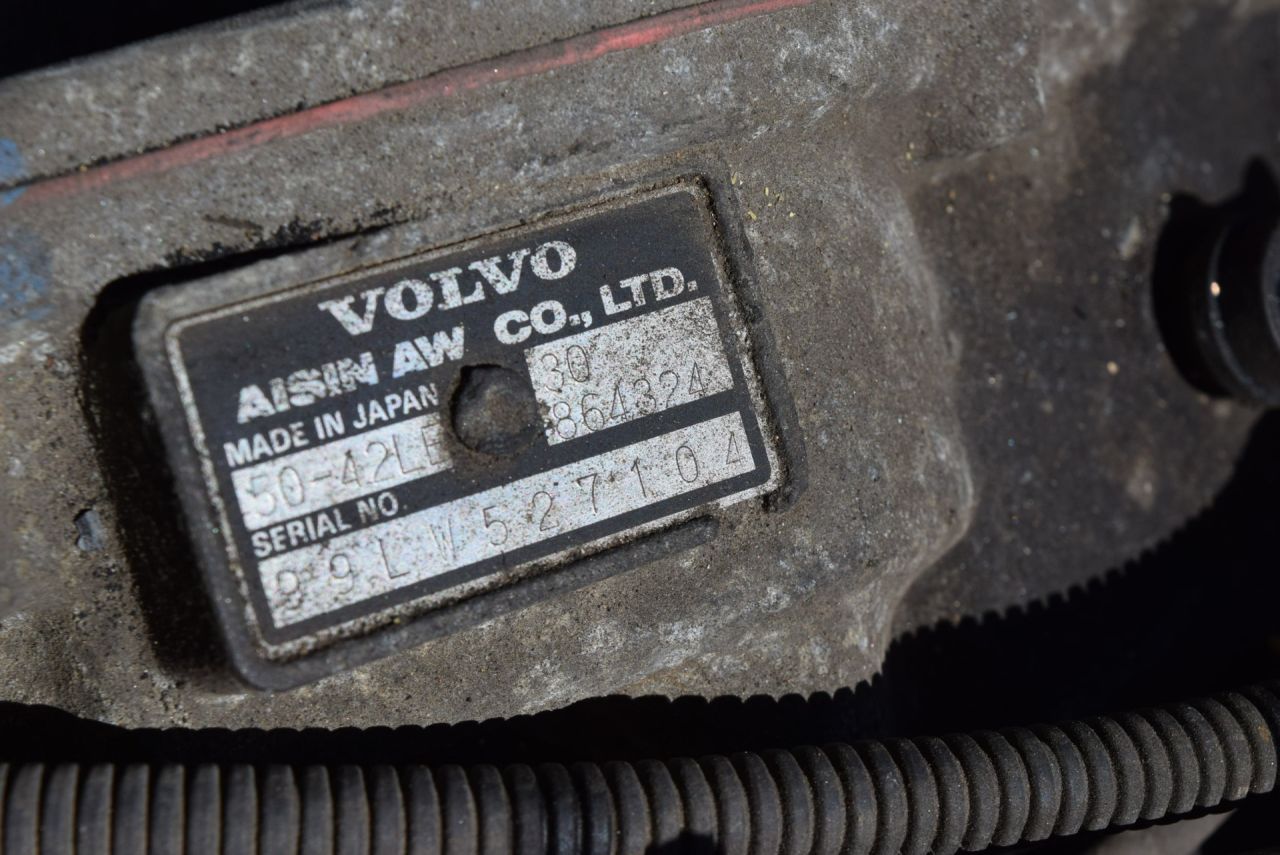 VOLVO
AISIN AW CO., LTD.
MADE IN JAPAN
30
50-42LE
864324
SERIAL NO.
99LW527104